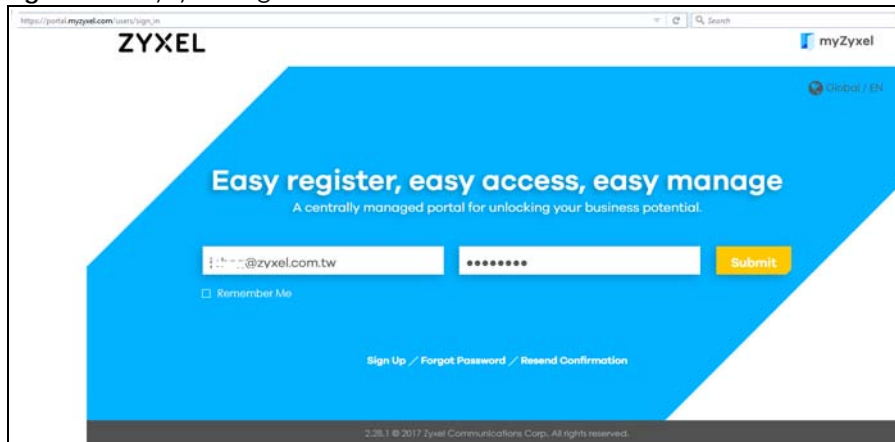 https://portal.myzyxel.com/users/sign_in
Search
ZYXEL
myZyxel
Global / EN
Easy register, easy access, easy manage
A centrally managed portal for unlocking your business potential.
@zyxel.com.tw
Submit
Remember Me
Sign Up / Forgot Password / Resend Confirmation
2.28.1 © 2017 Zyxel Communications Corp. All rights reserved.